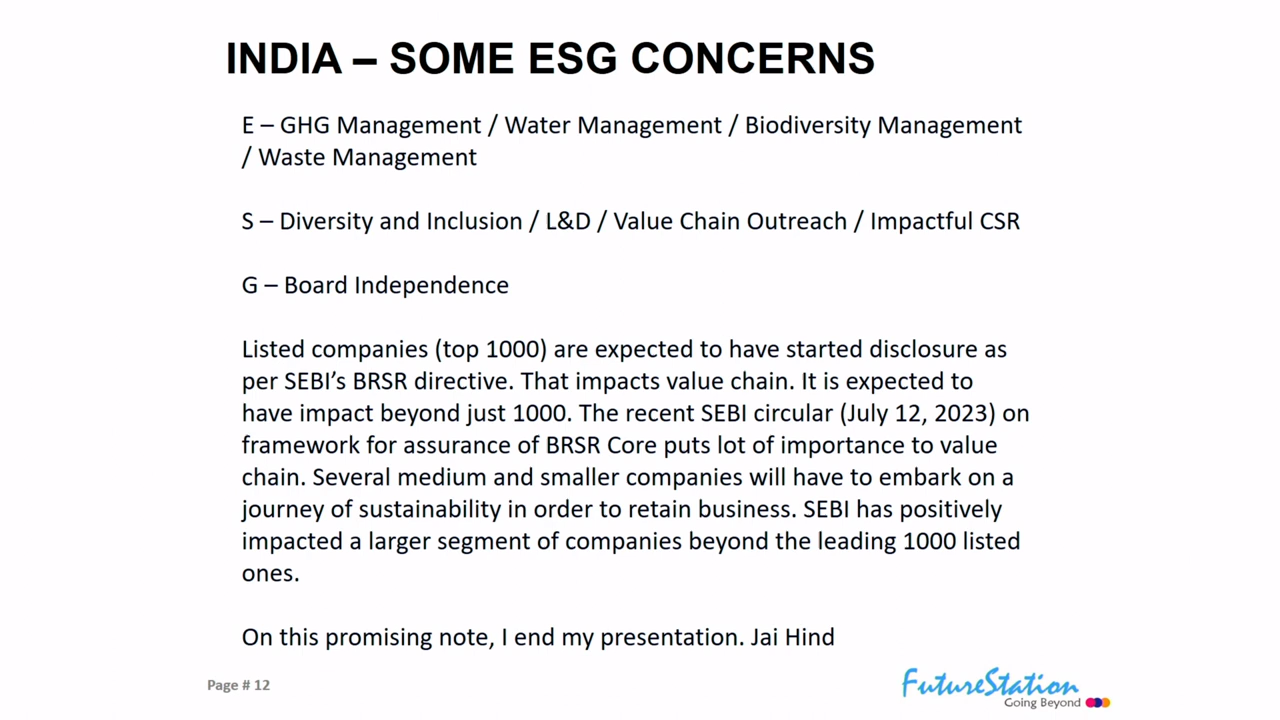 INDIA – SOME ESG CONCERNS
E – GHG Management / Water Management / Biodiversity Management
/ Waste Management
S – Diversity and Inclusion / L&D / Value Chain Outreach / Impactful CSR
G – Board Independence
Listed companies (top 1000) are expected to have started disclosure as
per SEBI’s BRSR directive. That impacts value chain. It is expected to
have impact beyond just 1000. The recent SEBI circular (July 12, 2023) on
framework for assurance of BRSR Core puts lot of importance to value
chain. Several medium and smaller companies will have to embark on a
journey of sustainability in order to retain business. SEBI has positively
impacted a larger segment of companies beyond the leading 1000 listed
ones.
On this promising note, I end my presentation. Jai Hind
Page # 12
FutureStation
Going Beyond